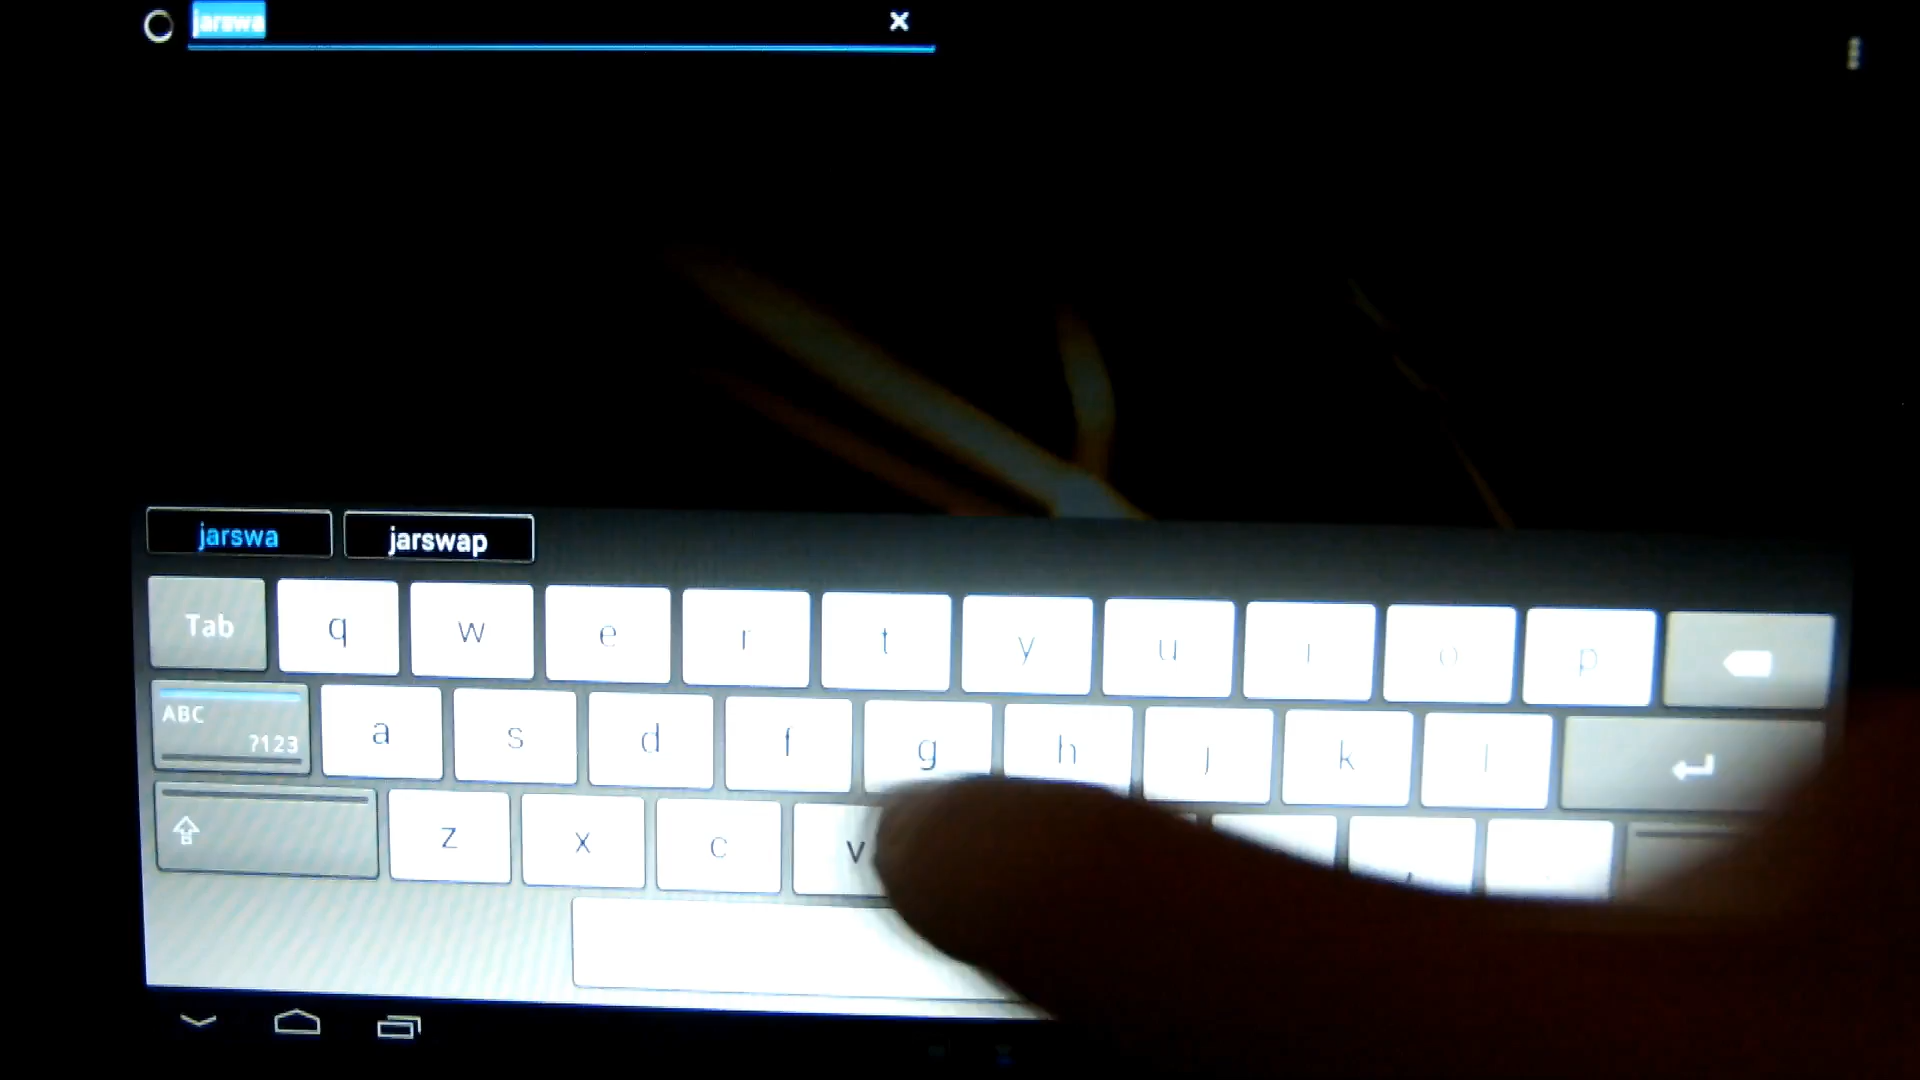 jarswa
jarswa jarswap
Tab q w e r t y u i o p
ABC ?123 a s d f g h j k l
z x c v